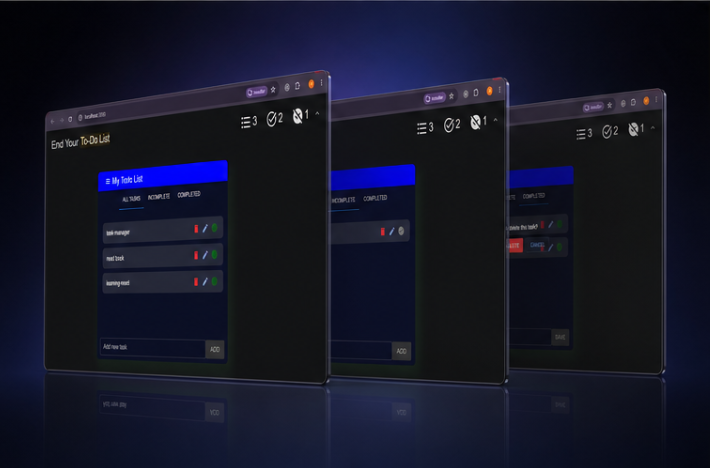 localhost:3000
3 2 1
End Your To-Do List
My Todo List
ALL TASKS INCOMPLETE COMPLETED
task-manager
read book
learning-react
Add new task
ADD
3 2 1
INCOMPLETE COMPLETED
ADD
3 2 1
COMPLETED
this task?
CANCEL
SAVE